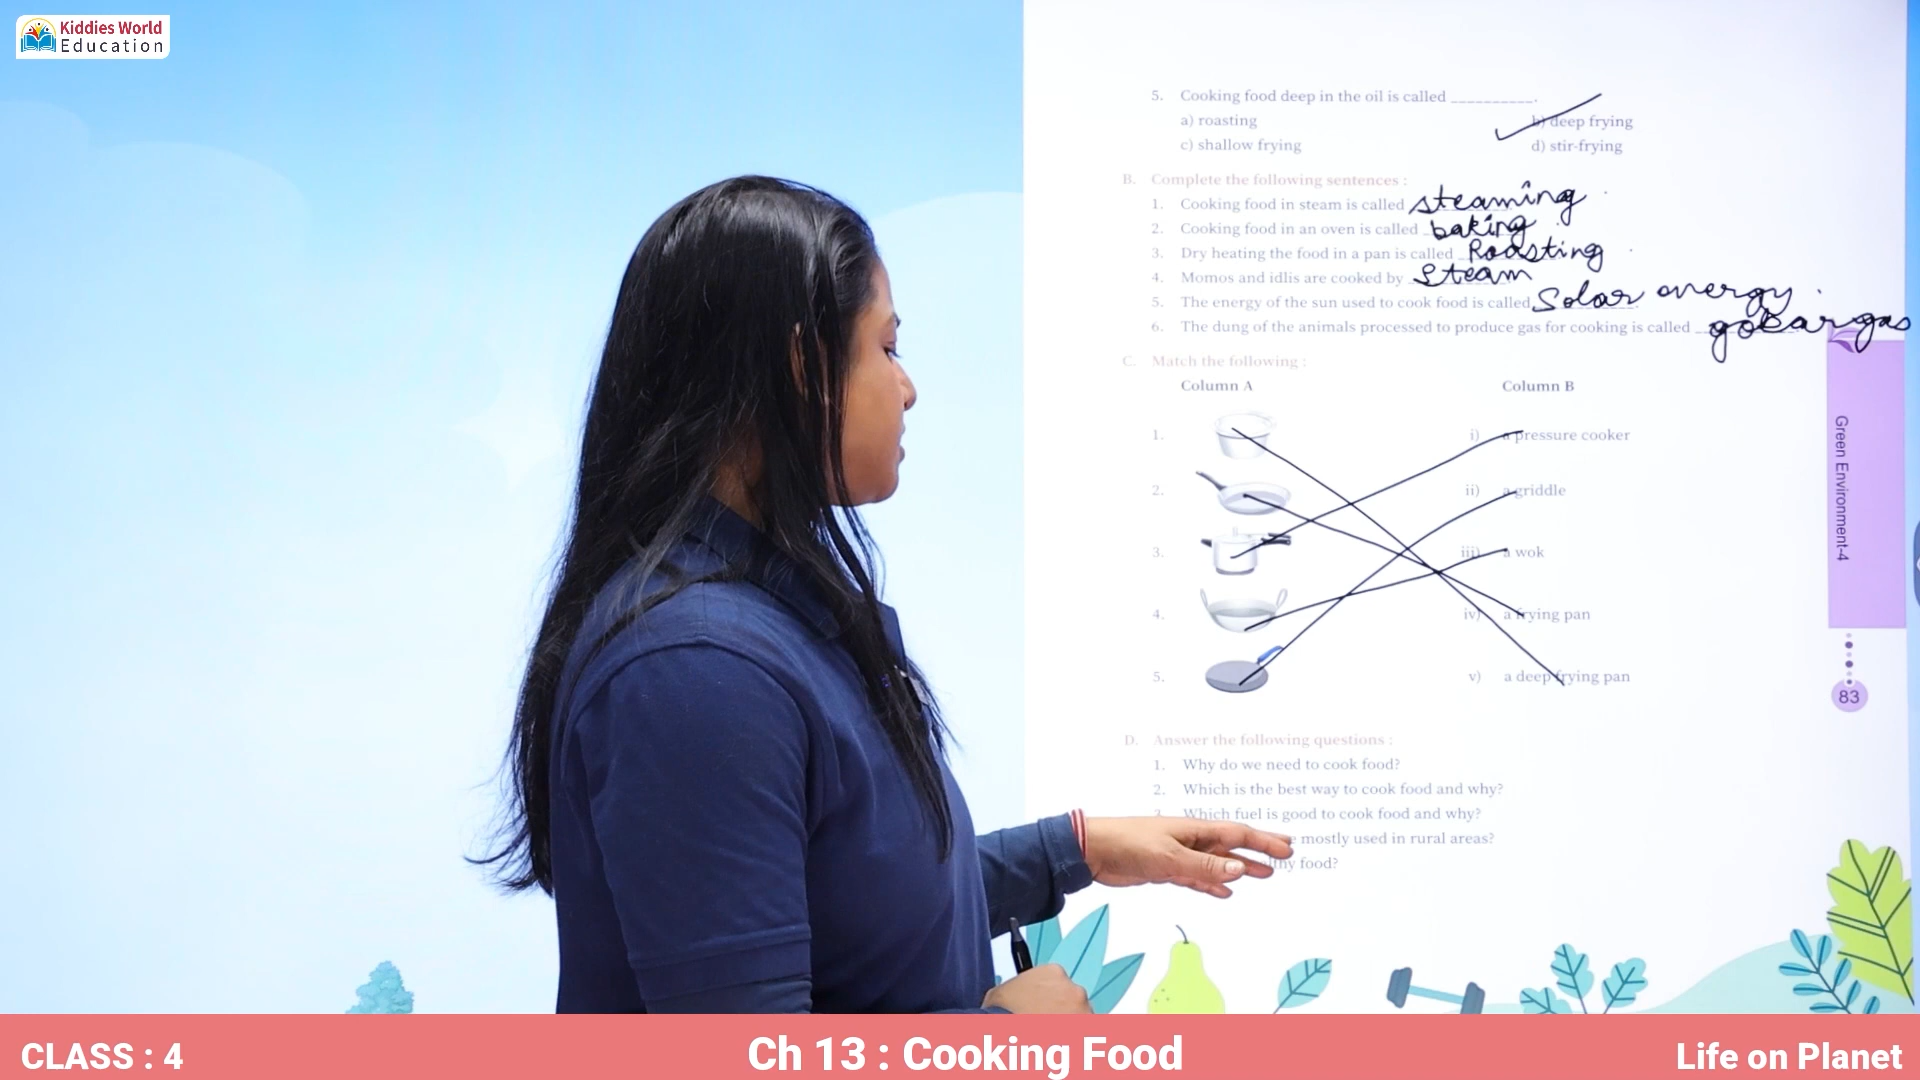 Kiddies World
Education
5. Cooking food deep in the oil is called __________.
a) roasting b) deep frying
c) shallow frying d) stir-frying
B. Complete the following sentences :
1. Cooking food in steam is called steaming
2. Cooking food in an oven is called baking
3. Dry heating the food in a pan is called Roasting
4. Momos and idlis are cooked by Steam
5. The energy of the sun used to cook food is called Solar energy.
6. The dung of the animals processed to produce gas for cooking is called gobar gas
C. Match the following :
Column A Column B
1. i) a pressure cooker
2. ii) a griddle
3. iii) a wok
4. iv) a frying pan
5. v) a deep frying pan
Green Environment-4
83
D. Answer the following questions :
1. Why do we need to cook food?
2. Which is the best way to cook food and why?
3. Which fuel is good to cook food and why?
mostly used in rural areas?
food?
CLASS : 4
Ch 13 : Cooking Food
Life on Planet